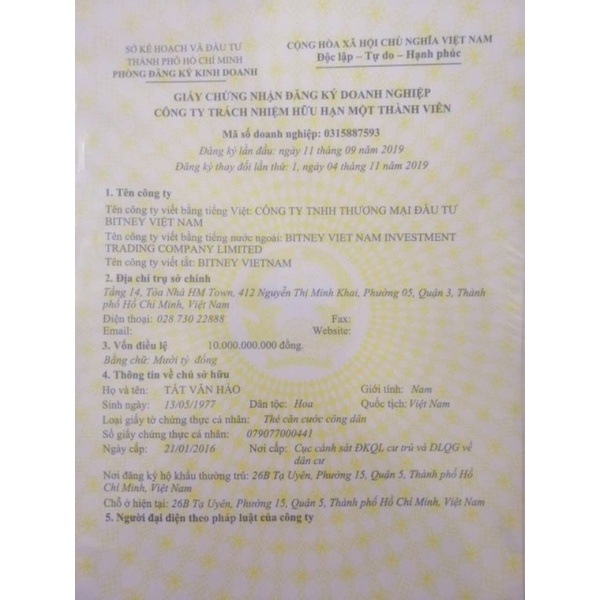 SỞ KẾ HOẠCH VÀ ĐẦU TƯ
THÀNH PHỐ HỒ CHÍ MINH
PHÒNG ĐĂNG KÝ KINH DOANH
CỘNG HÒA XÃ HỘI CHỦ NGHĨA VIỆT NAM
Độc lập – Tự do – Hạnh phúc
GIẤY CHỨNG NHẬN ĐĂNG KÝ DOANH NGHIỆP
CÔNG TY TRÁCH NHIỆM HỮU HẠN MỘT THÀNH VIÊN
Mã số doanh nghiệp: 0315887593
Đăng ký lần đầu: ngày 11 tháng 09 năm 2019
Đăng ký thay đổi lần thứ: 1, ngày 04 tháng 11 năm 2019
1. Tên công ty
Tên công ty viết bằng tiếng Việt: CÔNG TY TNHH THƯƠNG MẠI ĐẦU TƯ
BITNEY VIỆT NAM
Tên công ty viết bằng tiếng nước ngoài: BITNEY VIET NAM INVESTMENT
TRADING COMPANY LIMITED
Tên công ty viết tắt: BITNEY VIETNAM
2. Địa chỉ trụ sở chính
Tầng 14, Tòa Nhà HM Town, 412 Nguyễn Thị Minh Khai, Phường 05, Quận 3, Thành
phố Hồ Chí Minh, Việt Nam
Điện thoại: 028 730 22888 Fax:
Email: Website:
3. Vốn điều lệ 10.000.000.000 đồng.
Bằng chữ: Mười tỷ đồng
4. Thông tin về chủ sở hữu
Họ và tên: TẤT VĂN HẢO Giới tính: Nam
Sinh ngày: 13/05/1977 Dân tộc: Hoa Quốc tịch: Việt Nam
Loại giấy tờ chứng thực cá nhân: Thẻ căn cước công dân
Số giấy chứng thực cá nhân: 079077000441
Ngày cấp: 21/01/2016 Nơi cấp: Cục cảnh sát ĐKQL cư trú và DLQG về
dân cư
Nơi đăng ký hộ khẩu thường trú: 26B Tạ Uyên, Phường 15, Quận 5, Thành phố Hồ
Chí Minh, Việt Nam
Chỗ ở hiện tại: 26B Tạ Uyên, Phường 15, Quận 5, Thành phố Hồ Chí Minh, Việt Nam
5. Người đại diện theo pháp luật của công ty